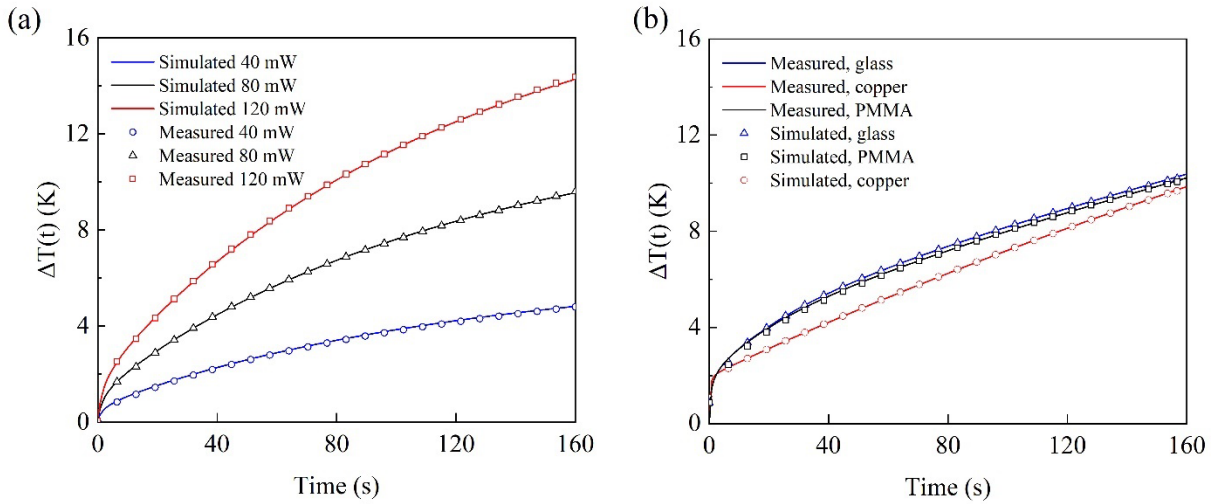 (a)
16
12
8
4
0
ΔT(t) (K)
Simulated 40 mW
Simulated 80 mW
Simulated 120 mW
Measured 40 mW
Measured 80 mW
Measured 120 mW
0 40 80 120 160
Time (s)
(b)
16
12
8
4
0
ΔT(t) (K)
Measured, glass
Measured, copper
Measured, PMMA
Simulated, glass
Simulated, PMMA
Simulated, copper
0 40 80 120 160
Time (s)